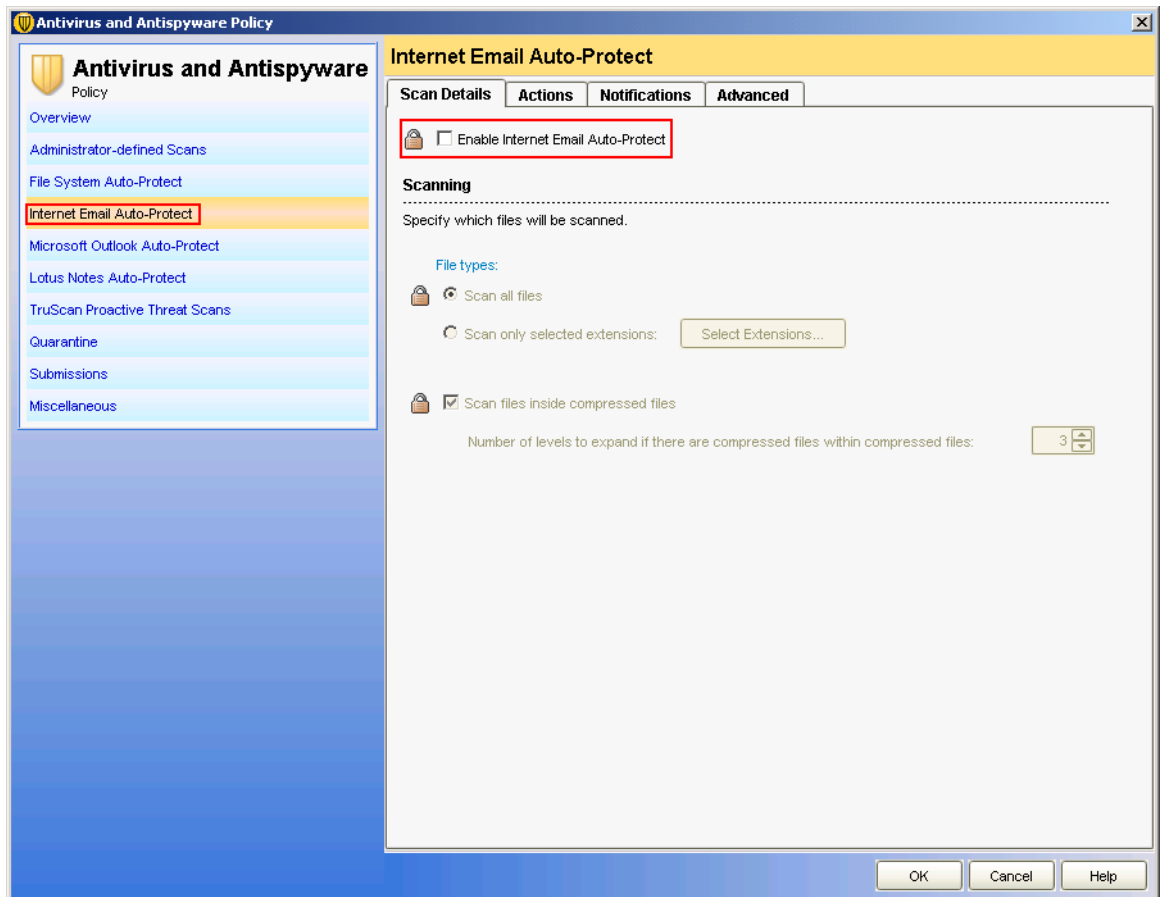 Antivirus and Antispyware Policy
Antivirus and Antispyware
Policy
Overview
Administrator-defined Scans
File System Auto-Protect
Internet Email Auto-Protect
Microsoft Outlook Auto-Protect
Lotus Notes Auto-Protect
TruScan Proactive Threat Scans
Quarantine
Submissions
Miscellaneous
Internet Email Auto-Protect
Scan Details Actions Notifications Advanced
Enable Internet Email Auto-Protect
Scanning
Specify which files will be scanned.
File types:
Scan all files
Scan only selected extensions: Select Extensions...
Scan files inside compressed files
Number of levels to expand if there are compressed files within compressed files: 3
OK Cancel Help